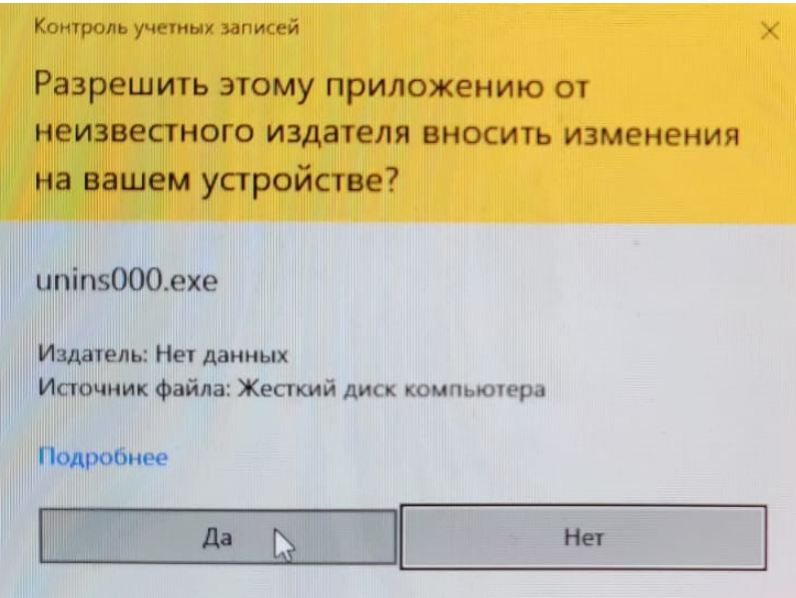 Контроль учетных записей
Разрешить этому приложению от
неизвестного издателя вносить изменения
на вашем устройстве?
unins000.exe
Издатель: Нет данных
Источник файла: Жесткий диск компьютера
Подробнее
Да
Нет